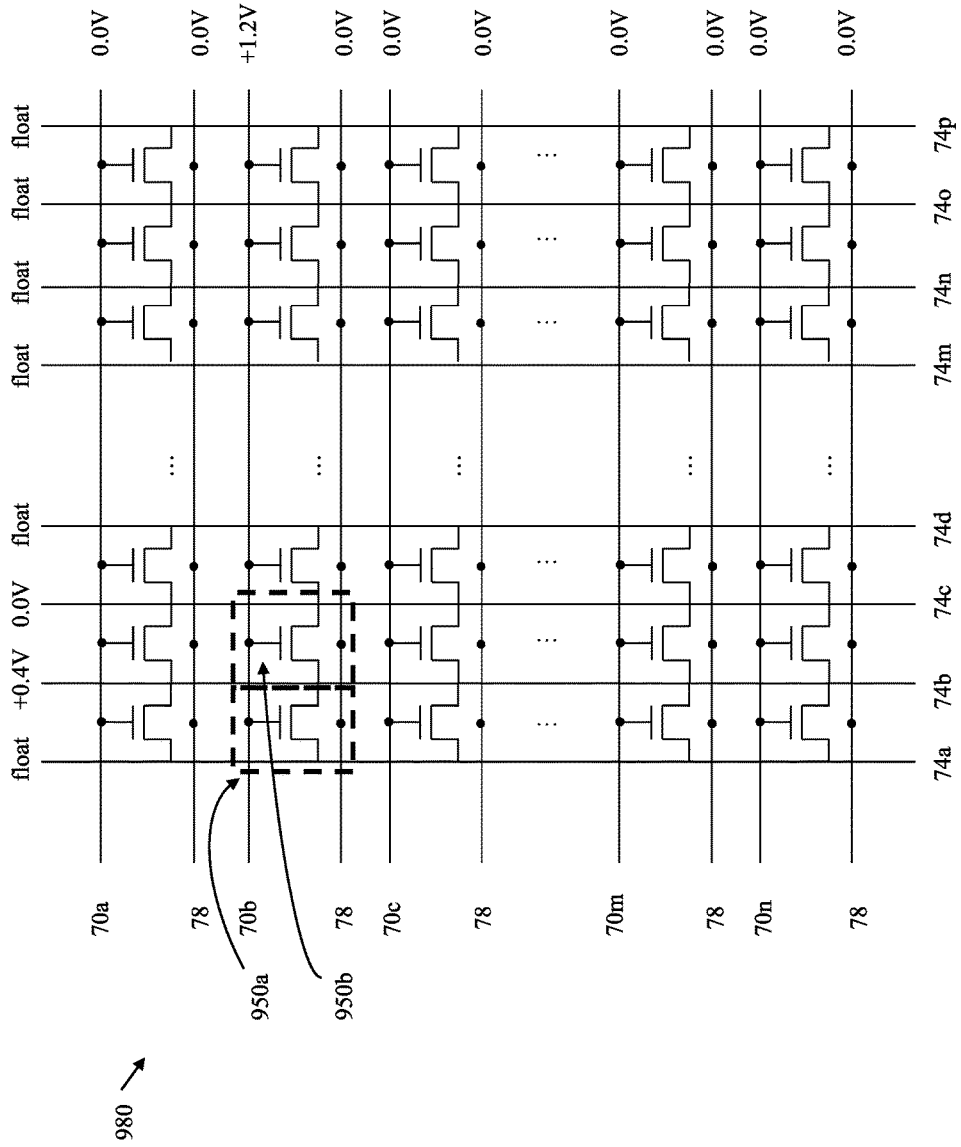 980
float +0.4V 0.0V float float float float float
70a 0.0V
... 
78 0.0V
70b +1.2V
950a
...
78 0.0V
950b
70c 0.0V
...
78 0.0V
... ... ... ... ... ...
70m 0.0V
...
78 0.0V
70n 0.0V
...
78 0.0V
74a 74b 74c 74d 74m 74n 74o 74p